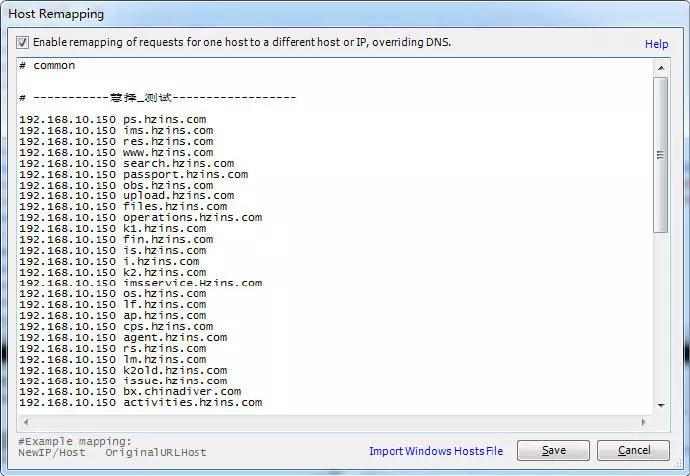 Host Remapping
Enable remapping of requests for one host to a different host or IP, overriding DNS.
Help
# common
# -----------慧择_测试------------------
192.168.10.150 ps.hzins.com
192.168.10.150 ims.hzins.com
192.168.10.150 res.hzins.com
192.168.10.150 www.hzins.com
192.168.10.150 search.hzins.com
192.168.10.150 passport.hzins.com
192.168.10.150 obs.hzins.com
192.168.10.150 upload.hzins.com
192.168.10.150 files.hzins.com
192.168.10.150 operations.hzins.com
192.168.10.150 k1.hzins.com
192.168.10.150 fin.hzins.com
192.168.10.150 is.hzins.com
192.168.10.150 i.hzins.com
192.168.10.150 k2.hzins.com
192.168.10.150 imsservice.Hzins.com
192.168.10.150 os.hzins.com
192.168.10.150 lf.hzins.com
192.168.10.150 ap.hzins.com
192.168.10.150 cps.hzins.com
192.168.10.150 agent.hzins.com
192.168.10.150 rs.hzins.com
192.168.10.150 lm.hzins.com
192.168.10.150 k2old.hzins.com
192.168.10.150 issue.hzins.com
192.168.10.150 bx.chinadiver.com
192.168.10.150 activities.hzins.com
#Example mapping:
NewIP/Host OriginalURLHost
Import Windows Hosts File
Save
Cancel